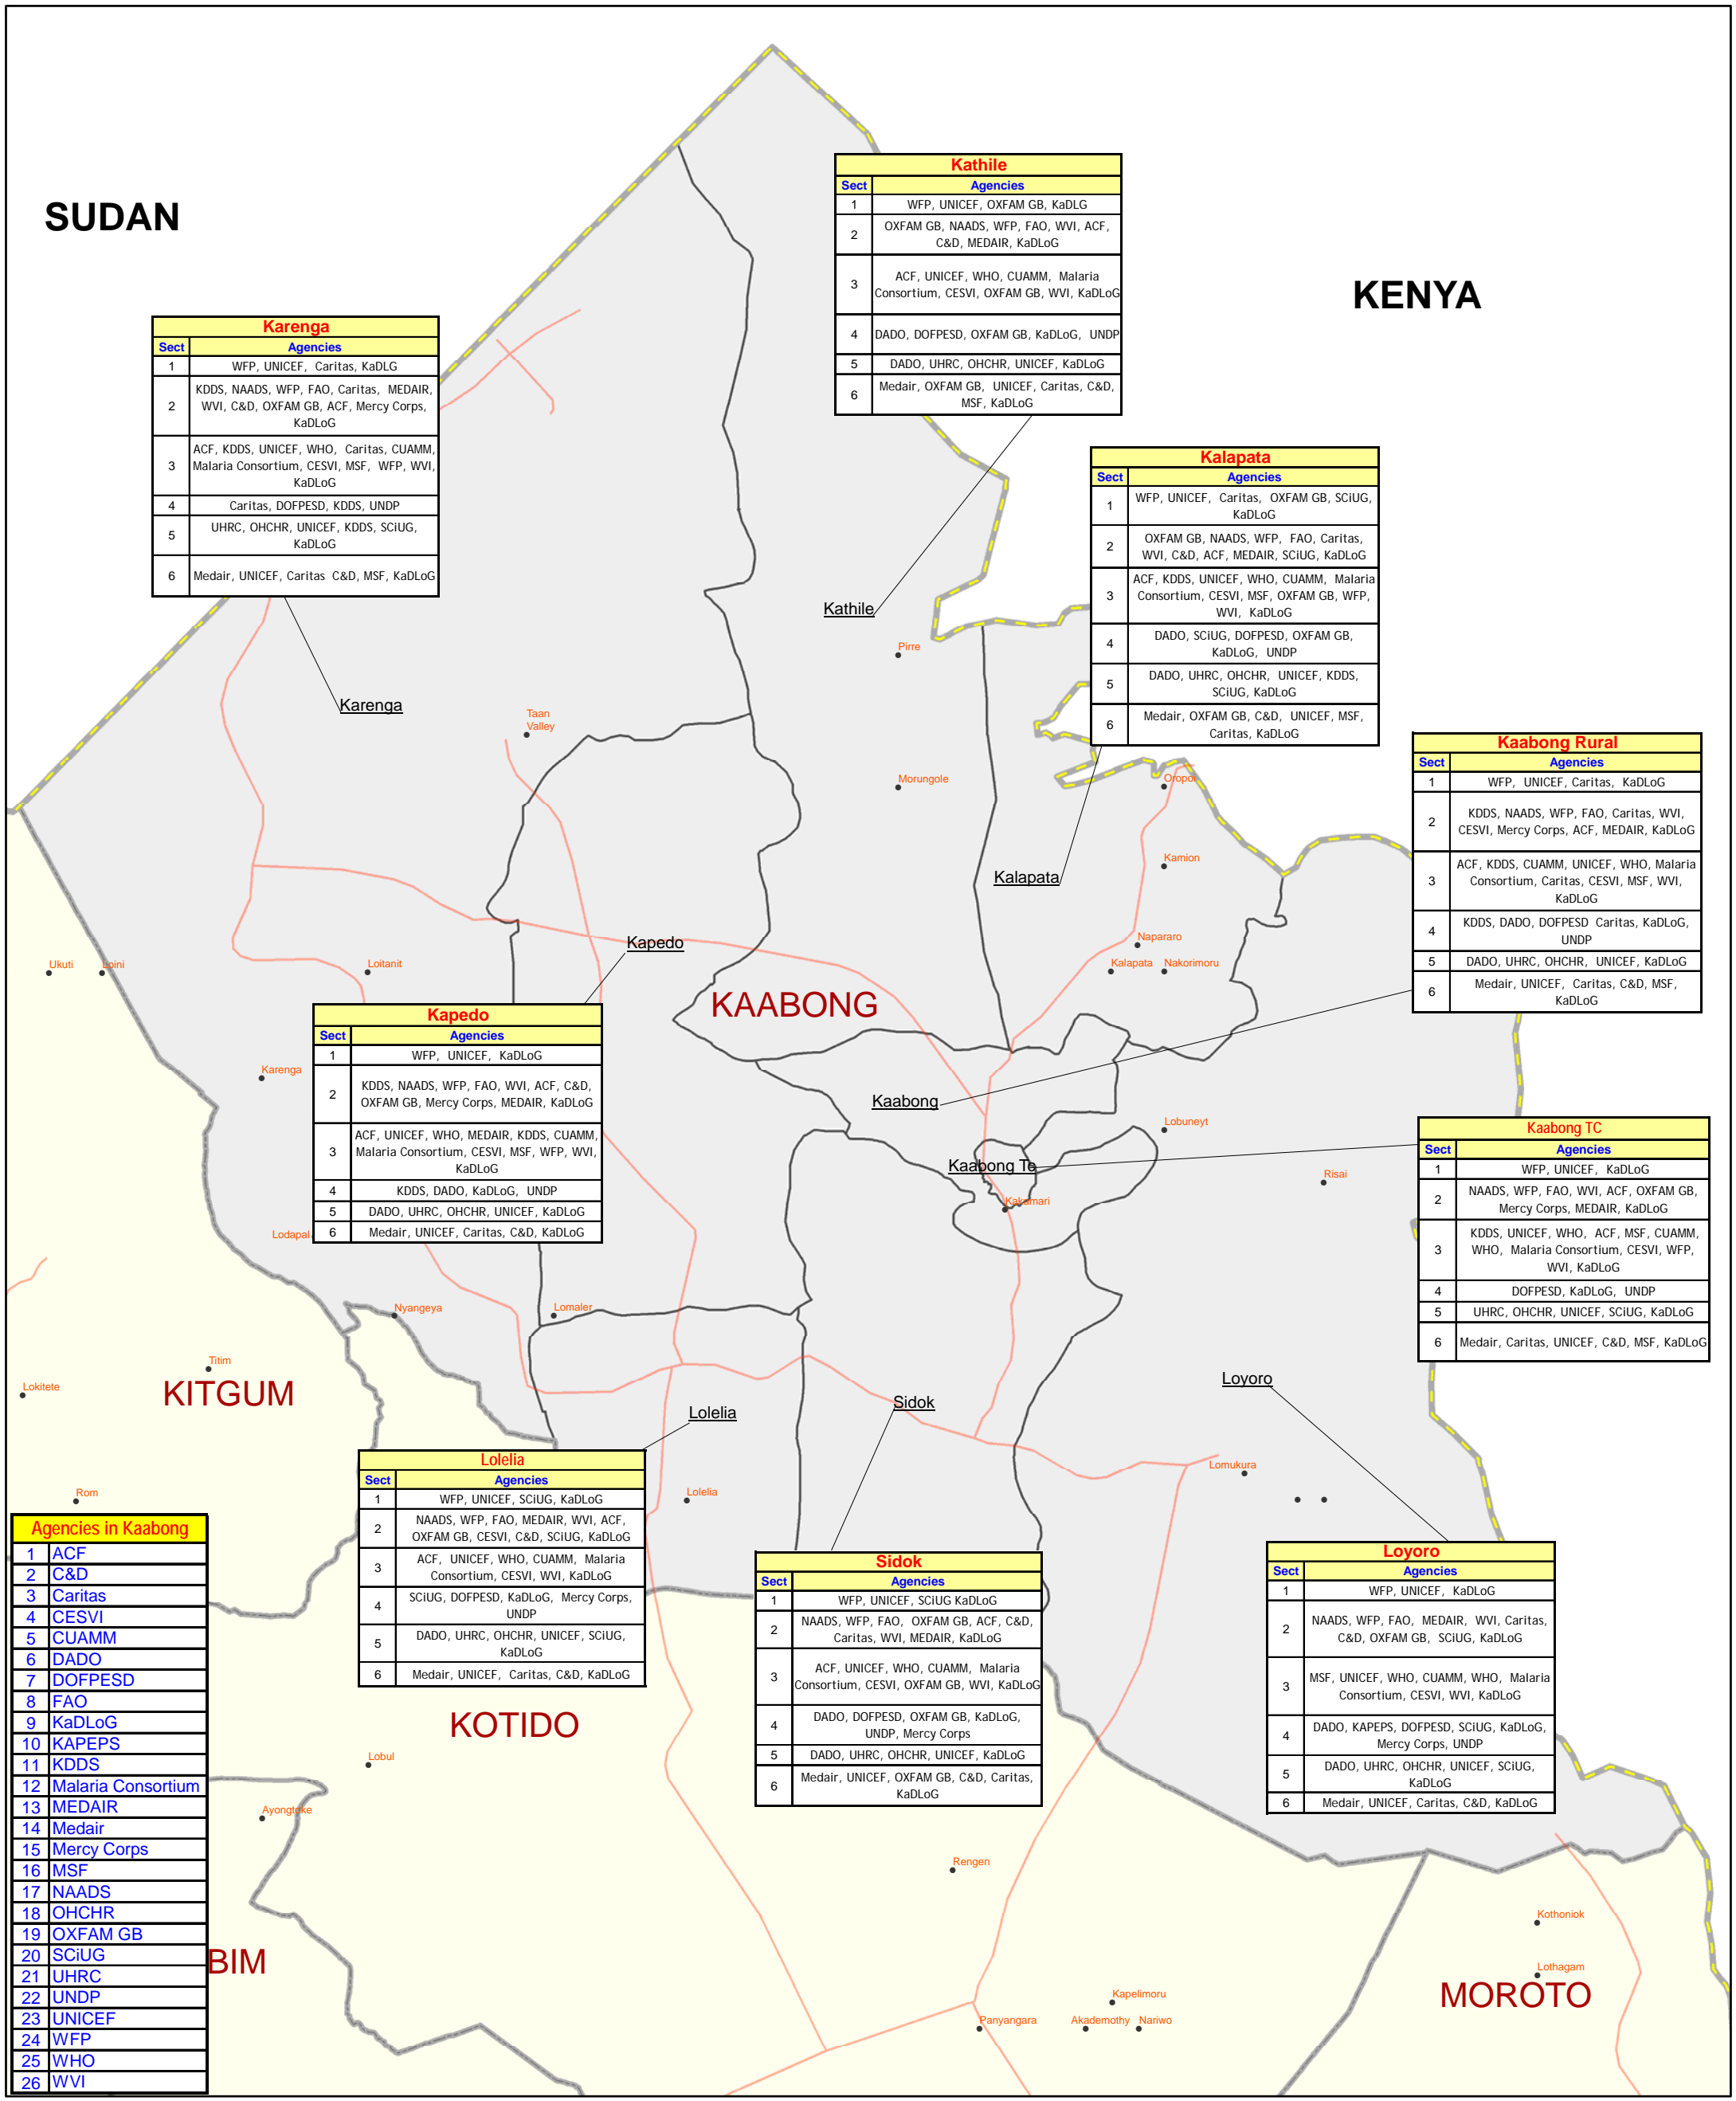 SUDAN
KENYA
Kathile
Sect Agencies
1 WFP, UNICEF, OXFAM GB, KaDLG
2 OXFAM GB, NAADS, WFP, FAO, WVI, ACF,
C&D, MEDAIR, KaDLoG
3 ACF, UNICEF, WHO, CUAMM, Malaria
Consortium, CESVI, OXFAM GB, WVI, KaDLoG
4 DADO, DOFPESD, OXFAM GB, KaDLoG, UNDP
5 DADO, UHRC, OHCHR, UNICEF, KaDLoG
6 Medair, OXFAM GB, UNICEF, Caritas, C&D,
MSF, KaDLoG
Karenga
Sect Agencies
1 WFP, UNICEF, Caritas, KaDLG
2 KDDS, NAADS, WFP, FAO, Caritas, MEDAIR,
WVI, C&D, OXFAM GB, ACF, Mercy Corps,
KaDLoG
3 ACF, KDDS, UNICEF, WHO, Caritas, CUAMM,
Malaria Consortium, CESVI, MSF, WFP, WVI,
KaDLoG
4 Caritas, DOFPESD, KDDS, UNDP
5 UHRC, OHCHR, UNICEF, KDDS, SCiUG,
KaDLoG
6 Medair, UNICEF, Caritas C&D, MSF, KaDLoG
Kalapata
Sect Agencies
1 WFP, UNICEF, Caritas, OXFAM GB, SCiUG,
KaDLoG
2 OXFAM GB, NAADS, WFP, FAO, Caritas,
WVI, C&D, ACF, MEDAIR, SCiUG, KaDLoG
3 ACF, KDDS, UNICEF, WHO, CUAMM, Malaria
Consortium, CESVI, MSF, OXFAM GB, WFP,
WVI, KaDLoG
4 DADO, SCiUG, DOFPESD, OXFAM GB,
KaDLoG, UNDP
5 DADO, UHRC, OHCHR, UNICEF, KDDS,
SCiUG, KaDLoG
6 Medair, OXFAM GB, C&D, UNICEF, MSF,
Caritas, KaDLoG
Kathile
Pirre
Karenga
Taan
Valley
Morungole
Oropoi
Kaabong Rural
Sect Agencies
1 WFP, UNICEF, Caritas, KaDLoG
2 KDDS, NAADS, WFP, FAO, Caritas, WVI,
CESVI, Mercy Corps, ACF, MEDAIR, KaDLoG
3 ACF, KDDS, CUAMM, UNICEF, WHO, Malaria
Consortium, Caritas, CESVI, MSF, WVI,
KaDLoG
4 KDDS, DADO, DOFPESD Caritas, KaDLoG,
UNDP
5 DADO, UHRC, OHCHR, UNICEF, KaDLoG
6 Medair, UNICEF, Caritas, C&D, MSF,
KaDLoG
Kamion
Kalapata
Kapedo
Napararo
Ukuti
Loini
Loitanit
Kalapata
Nakorimoru
KAABONG
Kapedo
Sect Agencies
1 WFP, UNICEF, KaDLoG
2 KDDS, NAADS, WFP, FAO, WVI, ACF, C&D,
OXFAM GB, Mercy Corps, MEDAIR, KaDLoG
3 ACF, UNICEF, WHO, MEDAIR, KDDS, CUAMM,
Malaria Consortium, CESVI, MSF, WFP, WVI,
KaDLoG
4 KDDS, DADO, KaDLoG, UNDP
5 DADO, UHRC, OHCHR, UNICEF, KaDLoG
6 Medair, UNICEF, Caritas, C&D, KaDLoG
Karenga
Kaabong
Lobuneyt
Kaabong TC
Sect Agencies
1 WFP, UNICEF, KaDLoG
2 NAADS, WFP, FAO, WVI, ACF, OXFAM GB,
Mercy Corps, MEDAIR, KaDLoG
3 KDDS, UNICEF, WHO, ACF, MSF, CUAMM,
WHO, Malaria Consortium, CESVI, WFP,
WVI, KaDLoG
4 DOFPESD, KaDLoG, UNDP
5 UHRC, OHCHR, UNICEF, SCiUG, KaDLoG
6 Medair, Caritas, UNICEF, C&D, MSF, KaDLoG
Kaabong Tc
Risai
Kakamari
Lodapal
Nyangeya
Lomaler
Titim
Lokitete
KITGUM
Loyoro
Sidok
Lolelia
Lolelia
Sect Agencies
1 WFP, UNICEF, SCiUG, KaDLoG
2 NAADS, WFP, FAO, MEDAIR, WVI, ACF,
OXFAM GB, CESVI, C&D, SCiUG, KaDLoG
3 ACF, UNICEF, WHO, CUAMM, Malaria
Consortium, CESVI, WVI, KaDLoG
4 SCiUG, DOFPESD, KaDLoG, Mercy Corps,
UNDP
5 DADO, UHRC, OHCHR, UNICEF, SCiUG,
KaDLoG
6 Medair, UNICEF, Caritas, C&D, KaDLoG
Lomukura
Rom
Lolelia
Sidok
Sect Agencies
1 WFP, UNICEF, SCiUG KaDLoG
2 NAADS, WFP, FAO, OXFAM GB, ACF, C&D,
Caritas, WVI, MEDAIR, KaDLoG
3 ACF, UNICEF, WHO, CUAMM, Malaria
Consortium, CESVI, OXFAM GB, WVI, KaDLoG
4 DADO, DOFPESD, OXFAM GB, KaDLoG,
UNDP, Mercy Corps
5 DADO, UHRC, OHCHR, UNICEF, KaDLoG
6 Medair, UNICEF, OXFAM GB, C&D, Caritas,
KaDLoG
Loyoro
Sect Agencies
1 WFP, UNICEF, KaDLoG
2 NAADS, WFP, FAO, MEDAIR, WVI, Caritas,
C&D, OXFAM GB, SCiUG, KaDLoG
3 MSF, UNICEF, WHO, CUAMM, WHO, Malaria
Consortium, CESVI, WVI, KaDLoG
4 DADO, KAPEPS, DOFPESD, SCiUG, KaDLoG,
Mercy Corps, UNDP
5 DADO, UHRC, OHCHR, UNICEF, SCiUG,
KaDLoG
6 Medair, UNICEF, Caritas, C&D, KaDLoG
Agencies in Kaabong
1 ACF
2 C&D
3 Caritas
4 CESVI
5 CUAMM
6 DADO
7 DOFPESD
8 FAO
9 KaDLoG
10 KAPEPS
11 KDDS
12 Malaria Consortium
13 MEDAIR
14 Medair
15 Mercy Corps
16 MSF
17 NAADS
18 OHCHR
19 OXFAM GB
20 SCiUG
21 UHRC
22 UNDP
23 UNICEF
24 WFP
25 WHO
26 WVI
KOTIDO
Lobul
Ayongtoke
Rengen
Kothoniok
BIM
Lothagam
MOROTO
Kapelimoru
Panyangara
Akademothy
Nariwo